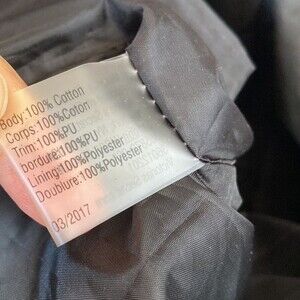 Body:100% Cotton
Corps:100%Coton
Trim:100%PU
bordure:100%PU
Lining:100%Polyester
Doublure:100%Polyester
03/2017